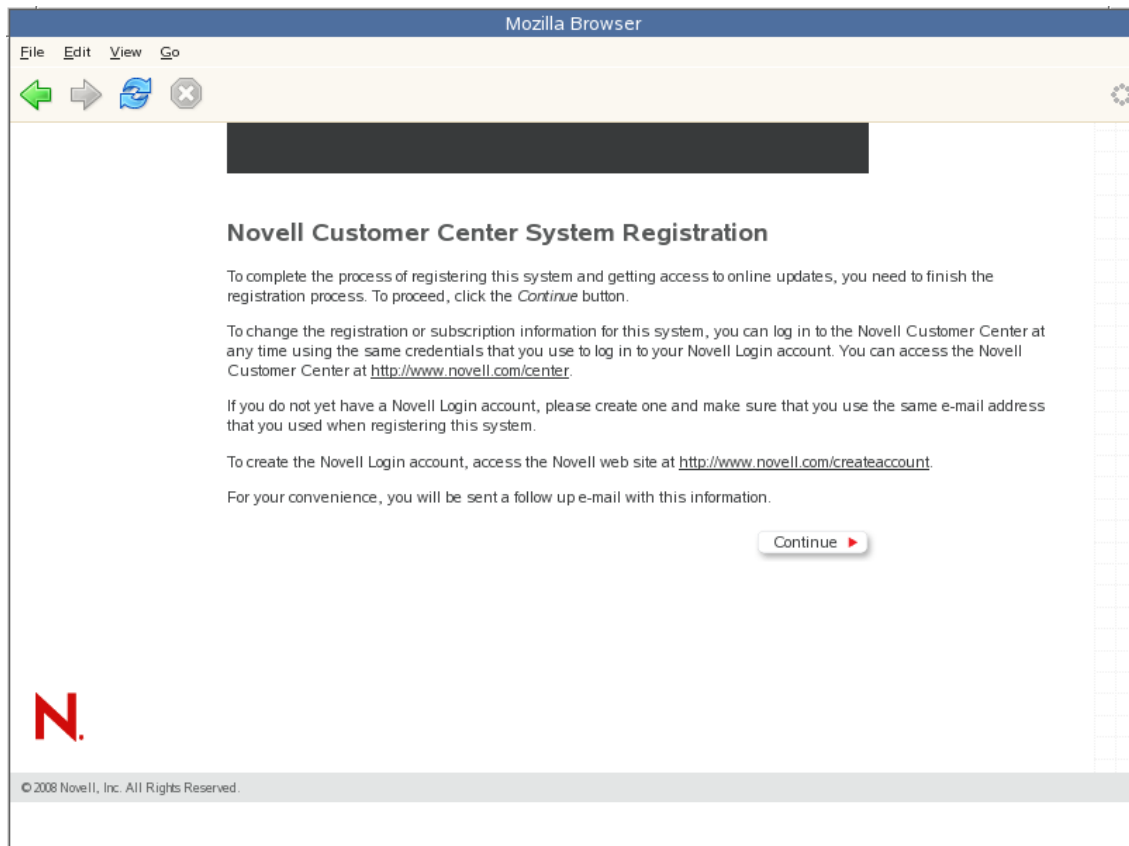 Mozilla Browser
File Edit View Go
Novell Customer Center System Registration
To complete the process of registering this system and getting access to online updates, you need to finish the
registration process. To proceed, click the Continue button.
To change the registration or subscription information for this system, you can log in to the Novell Customer Center at
any time using the same credentials that you use to log in to your Novell Login account. You can access the Novell
Customer Center at http://www.novell.com/center.
If you do not yet have a Novell Login account, please create one and make sure that you use the same e-mail address
that you used when registering this system.
To create the Novell Login account, access the Novell web site at http://www.novell.com/createaccount.
For your convenience, you will be sent a follow up e-mail with this information.
Continue
N.
© 2008 Novell, Inc. All Rights Reserved.